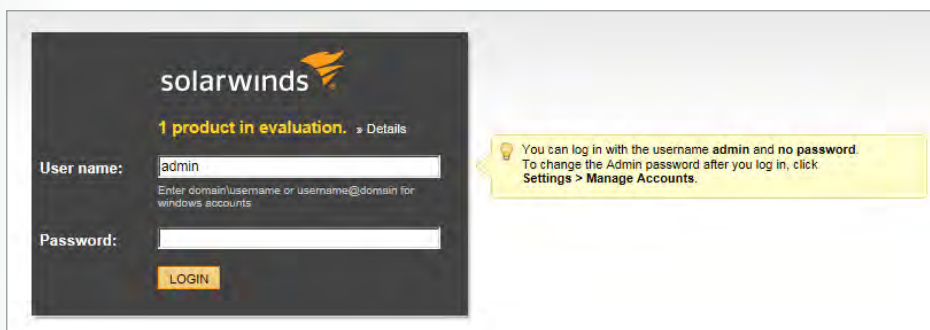 solarwinds
1 product in evaluation. » Details
User name:
admin
Enter domain\username or username@domain for
windows accounts
Password:
LOGIN
You can log in with the username admin and no password.
To change the Admin password after you log in, click
Settings > Manage Accounts.